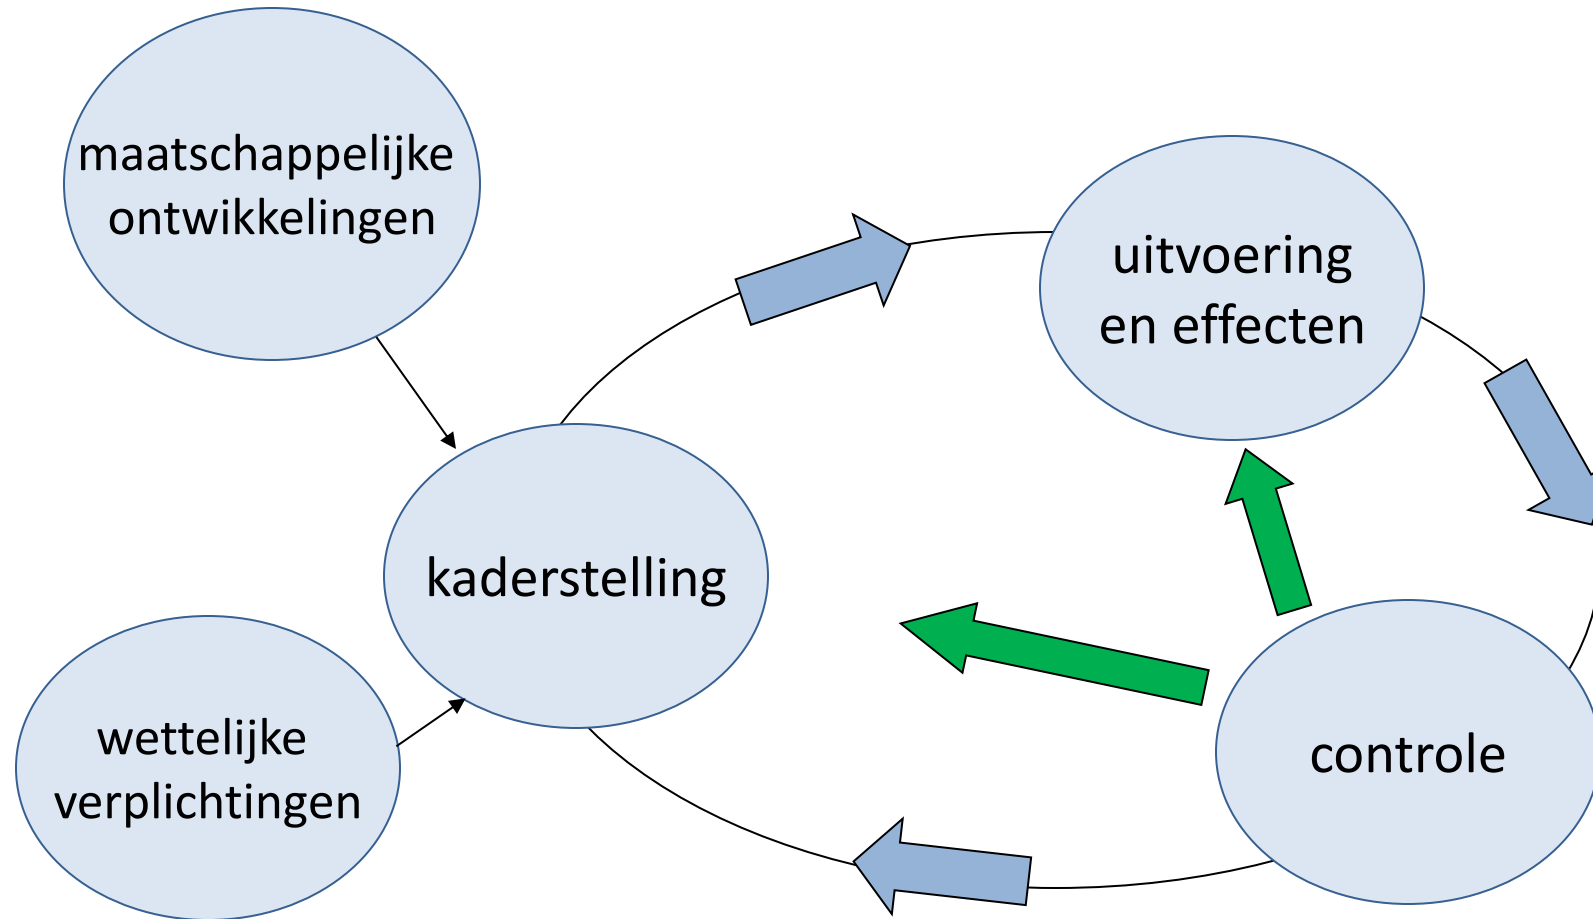 maatschappelijke
ontwikkelingen
uitvoering
en effecten
kaderstelling
wettelijke
verplichtingen
controle